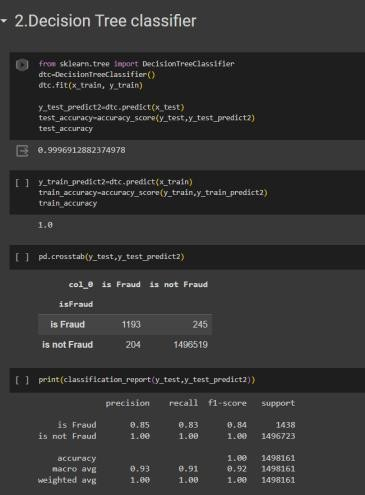 2.Decision Tree classifier
from sklearn.tree import DecisionTreeClassifier
dtc=DecisionTreeClassifier()
dtc.fit(x_train, y_train)
y_test_predict2=dtc.predict(x_test)
test_accuracy=accuracy_score(y_test,y_test_predict2)
test_accuracy
0.9996912882374978
[ ] y_train_predict2=dtc.predict(x_train)
train_accuracy=accuracy_score(y_train,y_train_predict2)
train_accuracy
1.0
[ ] pd.crosstab(y_test,y_test_predict2)
col_0 is Fraud is not Fraud
isFraud
is Fraud 1193 245
is not Fraud 204 1496519
[ ] print(classification_report(y_test,y_test_predict2))
precision recall f1-score support
is Fraud 0.85 0.83 0.84 1438
is not Fraud 1.00 1.00 1.00 1496723
accuracy 1.00 1498161
macro avg 0.93 0.91 0.92 1498161
weighted avg 1.00 1.00 1.00 1498161